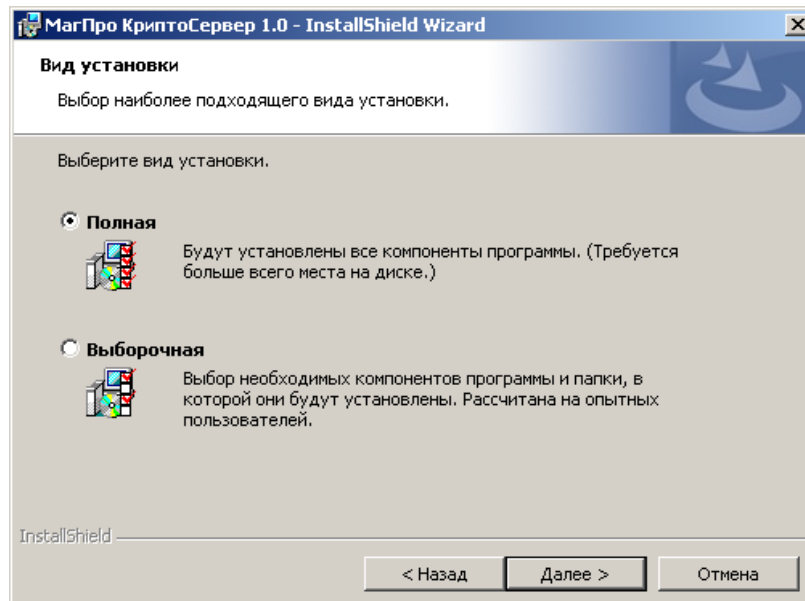 МагПро КриптоСервер 1.0 - InstallShield Wizard
Вид установки
Выбор наиболее подходящего вида установки.
Выберите вид установки.
Полная
Будут установлены все компоненты программы. (Требуется
больше всего места на диске.)
Выборочная
Выбор необходимых компонентов программы и папки, в
которой они будут установлены. Рассчитана на опытных
пользователей.
InstallShield
< Назад
Далее >
Отмена